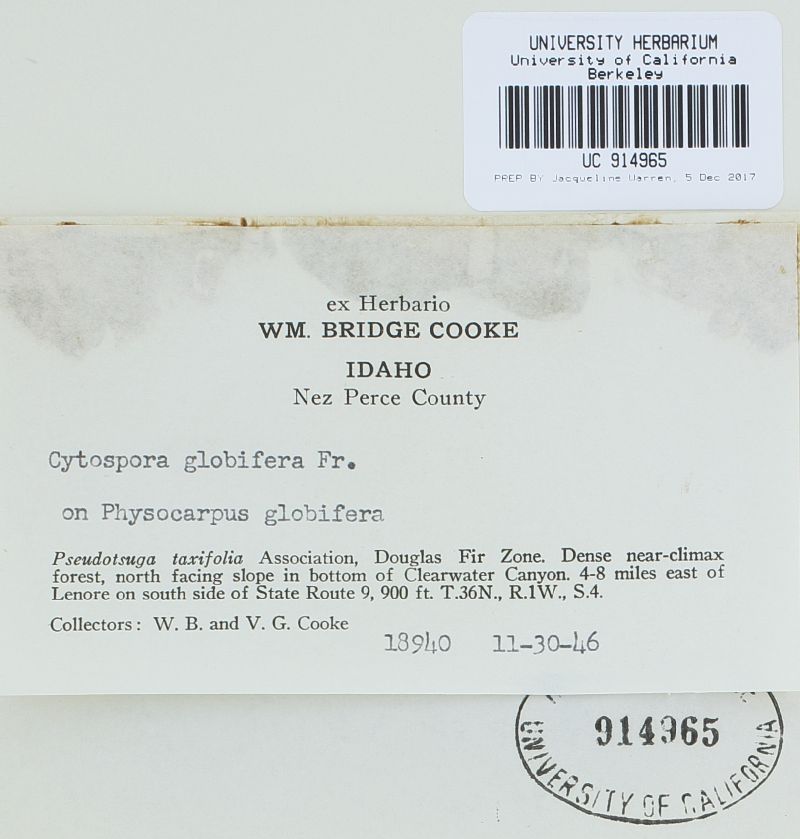 UNIVERSITY HERBARIUM
University of California
Berkeley
UC 914965
PREP BY Jacqueline Warren, 5 Dec 2017
ex Herbario
WM. BRIDGE COOKE
IDAHO
Nez Perce County
Cytospora globifera Fr.
on Physocarpus globifera
Pseudotsuga taxifolia Association, Douglas Fir Zone. Dense near-climax
forest, north facing slope in bottom of Clearwater Canyon. 4-8 miles east of
Lenore on south side of State Route 9, 900 ft. T.36N., R.1W., S.4.
Collectors: W. B. and V. G. Cooke
18940 11-30-46
914965
UNIVERSITY OF CALIFORNIA